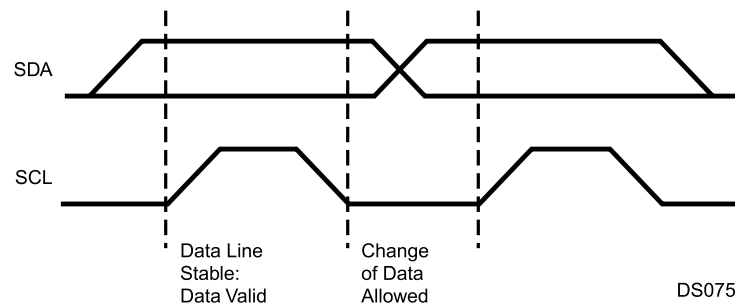 SDA
SCL
Data Line
Stable:
Data Valid
Change
of Data
Allowed
DS075